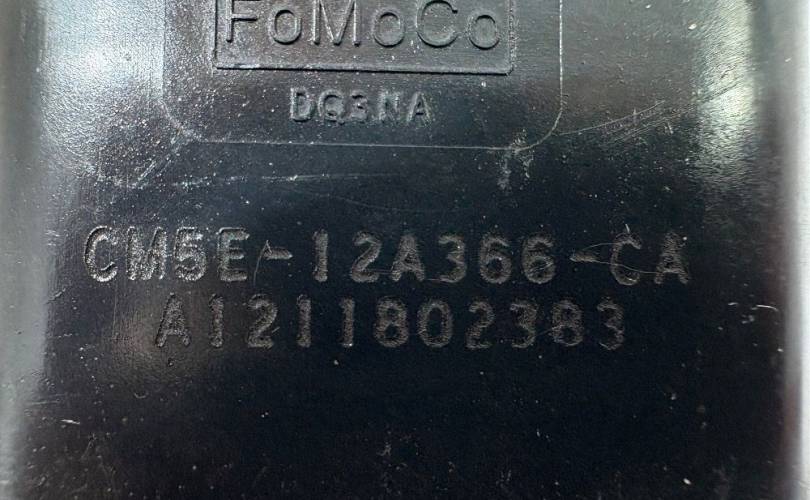 FoMoCo
DQ3NA
CM5E-12A366-CA
A1211802383